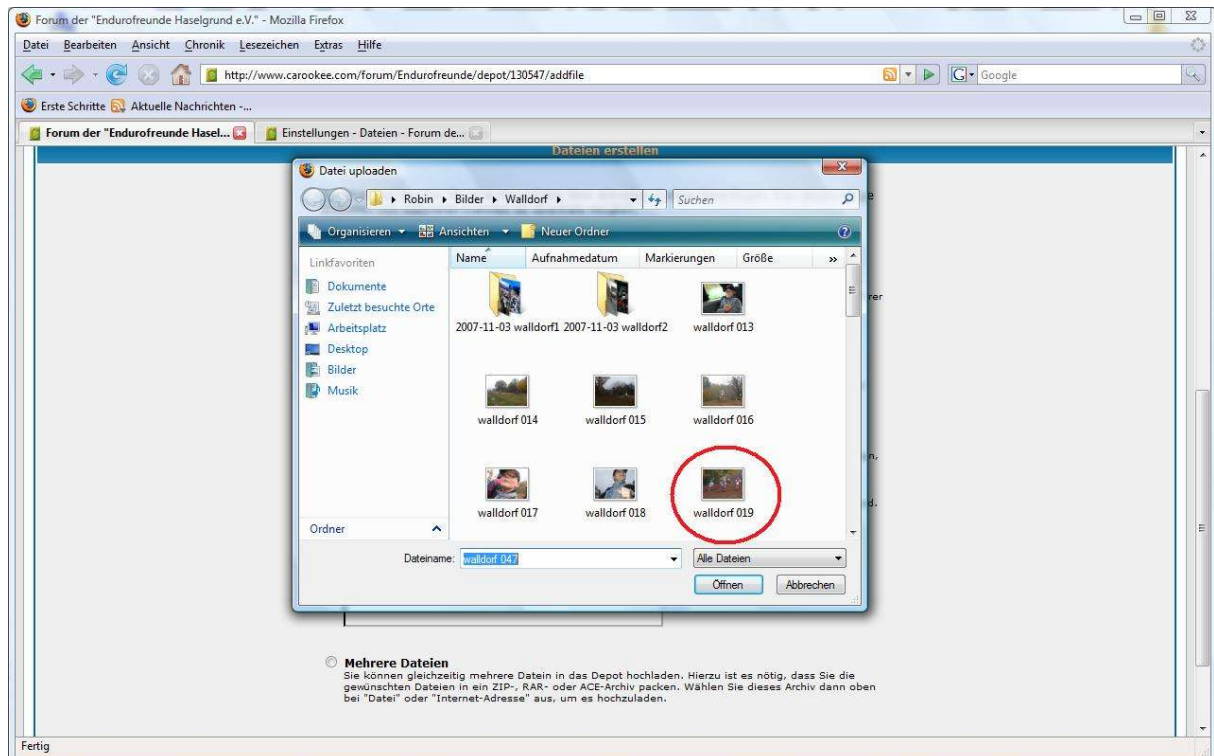 Forum der "Endurofreunde Haselgrund e.V." - Mozilla Firefox
Datei Bearbeiten Ansicht Chronik Lesezeichen Extras Hilfe
http://www.carookee.com/forum/Endurofreunde/depot/130547/addfile
G Google
Erste Schritte Aktuelle Nachrichten -...
Forum der "Endurofreunde Hasel... Einstellungen - Dateien - Forum de...
Dateien erstellen
Datei uploaden
Robin Bilder Walldorf Suchen
Organisieren Ansichten Neuer Ordner
Linkfavoriten
Dokumente
Zuletzt besuchte Orte
Arbeitsplatz
Desktop
Bilder
Musik
Ordner
Name Aufnahmedatum Markierungen Größe »
2007-11-03 walldorf1 2007-11-03 walldorf2 walldorf 013
walldorf 014 walldorf 015 walldorf 016
walldorf 017 walldorf 018 walldorf 019
Dateiname: walldorf 047 Alle Dateien
Öffnen Abbrechen
e
rer
n,
d.
Mehrere Dateien
Sie können gleichzeitig mehrere Datein in das Depot hochladen. Hierzu ist es nötig, dass Sie die
gewünschten Dateien in ein ZIP-, RAR- oder ACE-Archiv packen. Wählen Sie dieses Archiv dann oben
bei "Datei" oder "Internet-Adresse" aus, um es hochzuladen.
Fertig